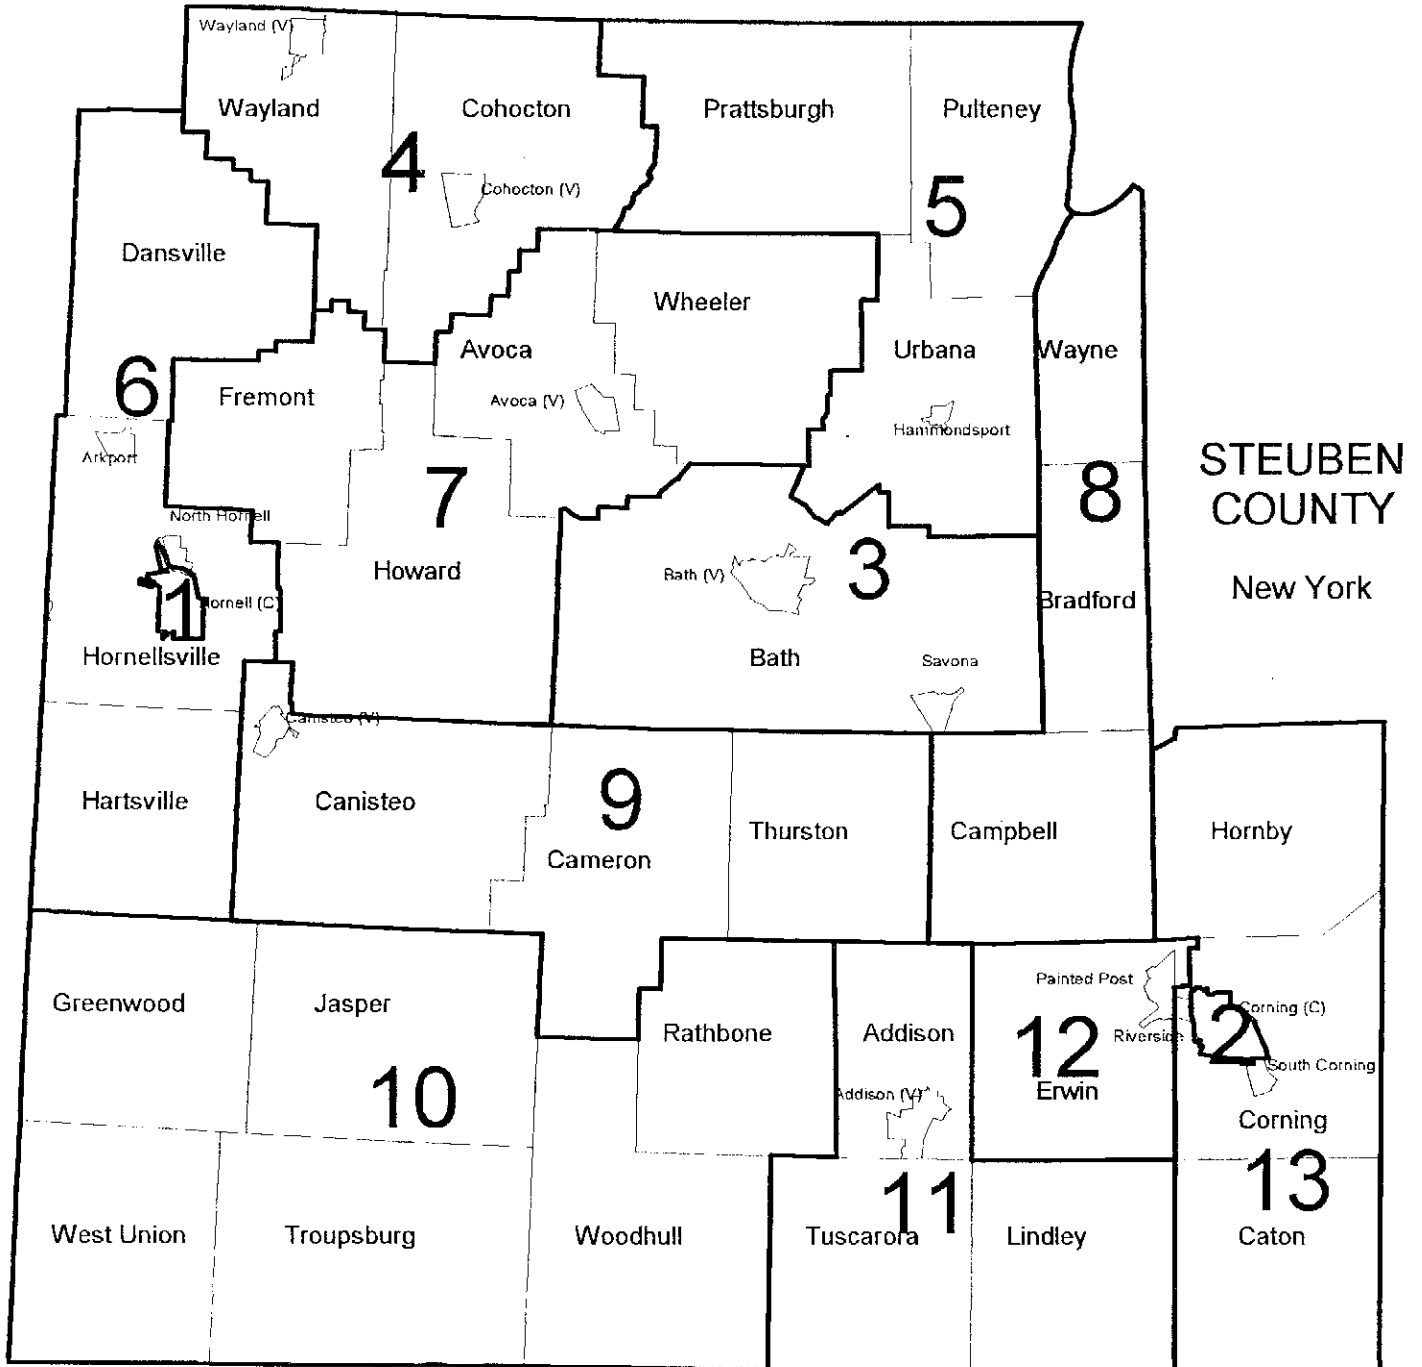 Wayland (V)
Wayland
Cohocton
Prattsburgh
Pulteney
4
Cohocton (V)
5
Dansville
Wheeler
Avoca
Urbana
Wayne
6
Fremont
Avoca (V)
Hammondsport
Arkport
STEUBEN
COUNTY
New York
7
8
North Hornell
Howard
Bath (V)
3
1
Hornell (C)
Bradford
Hornellsville
Bath
Savona
Canisteo (V)
Hartsville
Canisteo
9
Cameron
Thurston
Campbell
Hornby
Greenwood
Jasper
Rathbone
Addison
Painted Post
12
Riverside
2
Corning (C)
South Corning
Erwin
10
Addison (V)
Corning
13
11
West Union
Troupsburg
Woodhull
Tuscarora
Lindley
Caton